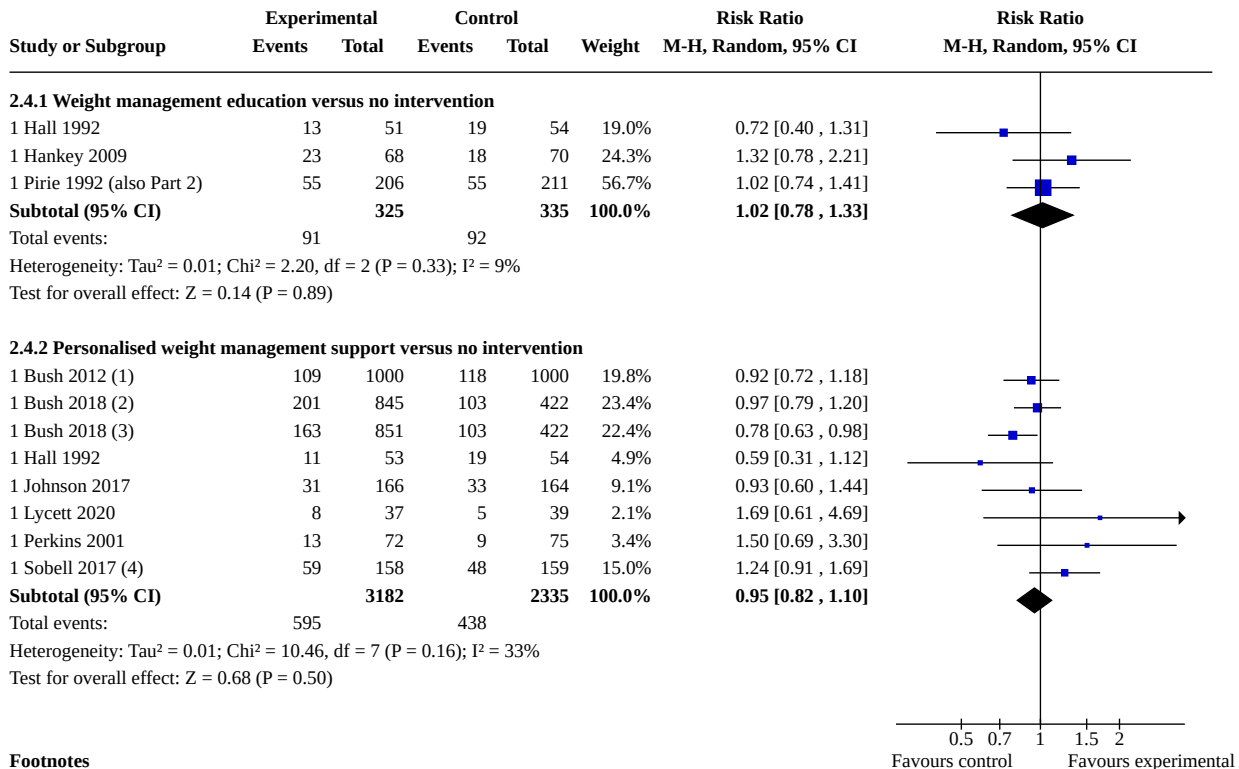 Experimental Control Risk Ratio Risk Ratio
Study or Subgroup Events Total Events Total Weight M-H, Random, 95% CI M-H, Random, 95% CI
2.4.1 Weight management education versus no intervention
1 Hall 1992 13 51 19 54 19.0% 0.72 [0.40 , 1.31]
1 Hankey 2009 23 68 18 70 24.3% 1.32 [0.78 , 2.21]
1 Pirie 1992 (also Part 2) 55 206 55 211 56.7% 1.02 [0.74 , 1.41]
Subtotal (95% CI) 325 335 100.0% 1.02 [0.78 , 1.33]
Total events: 91 92
Heterogeneity: Tau² = 0.01; Chi² = 2.20, df = 2 (P = 0.33); I² = 9%
Test for overall effect: Z = 0.14 (P = 0.89)
2.4.2 Personalised weight management support versus no intervention
1 Bush 2012 (1) 109 1000 118 1000 19.8% 0.92 [0.72 , 1.18]
1 Bush 2018 (2) 201 845 103 422 23.4% 0.97 [0.79 , 1.20]
1 Bush 2018 (3) 163 851 103 422 22.4% 0.78 [0.63 , 0.98]
1 Hall 1992 11 53 19 54 4.9% 0.59 [0.31 , 1.12]
1 Johnson 2017 31 166 33 164 9.1% 0.93 [0.60 , 1.44]
1 Lycett 2020 8 37 5 39 2.1% 1.69 [0.61 , 4.69]
1 Perkins 2001 13 72 9 75 3.4% 1.50 [0.69 , 3.30]
1 Sobell 2017 (4) 59 158 48 159 15.0% 1.24 [0.91 , 1.69]
Subtotal (95% CI) 3182 2335 100.0% 0.95 [0.82 , 1.10]
Total events: 595 438
Heterogeneity: Tau² = 0.01; Chi² = 10.46, df = 7 (P = 0.16); I² = 33%
Test for overall effect: Z = 0.68 (P = 0.50)
0.5 0.7 1 1.5 2
Footnotes Favours control Favours experimental